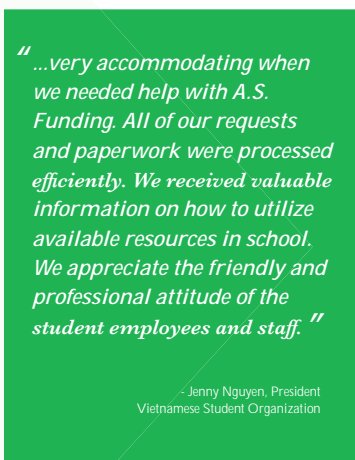 “ ...very accommodating when
we needed help with A.S.
Funding. All of our requests
and paperwork were processed
efficiently. We received valuable
information on how to utilize
available resources in school.
We appreciate the friendly and
professional attitude of the
student employees and staff. ”
- Jenny Nguyen, President
Vietnamese Student Organization